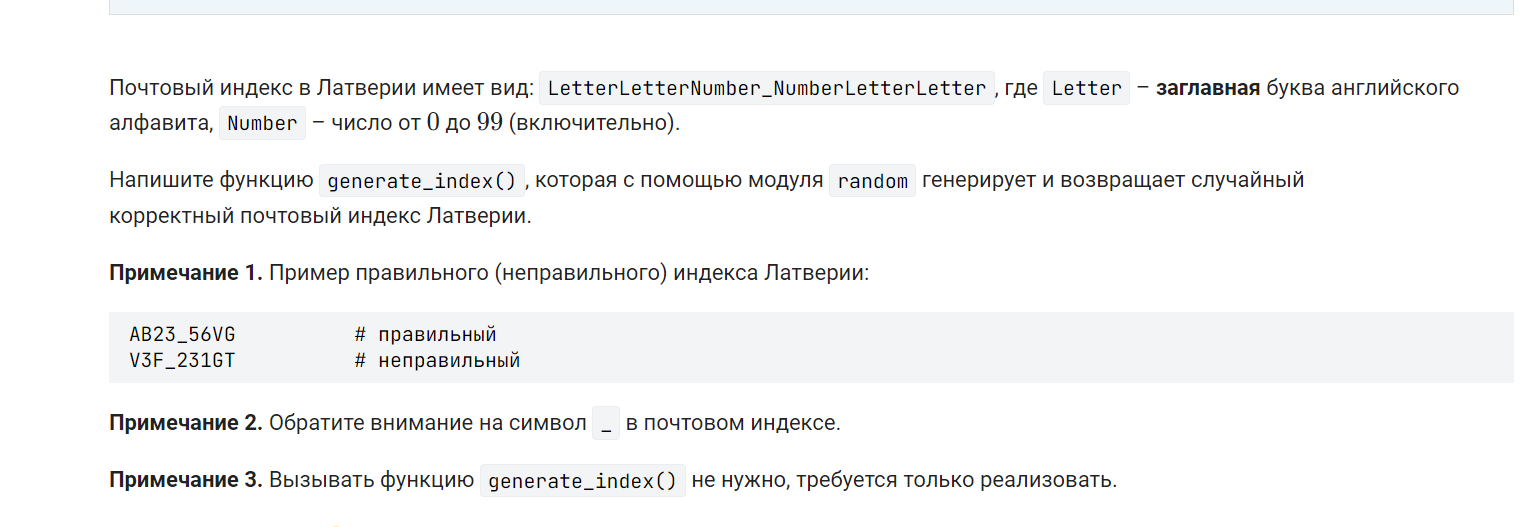 Почтовый индекс в Латверии имеет вид: LetterLetterNumber_NumberLetterLetter, где Letter – заглавная буква английского
алфавита, Number – число от 0 до 99 (включительно).
Напишите функцию generate_index(), которая с помощью модуля random генерирует и возвращает случайный
корректный почтовый индекс Латверии.
Примечание 1. Пример правильного (неправильного) индекса Латверии:
AB23_56VG # правильный
V3F_231GT # неправильный
Примечание 2. Обратите внимание на символ _ в почтовом индексе.
Примечание 3. Вызывать функцию generate_index() не нужно, требуется только реализовать.